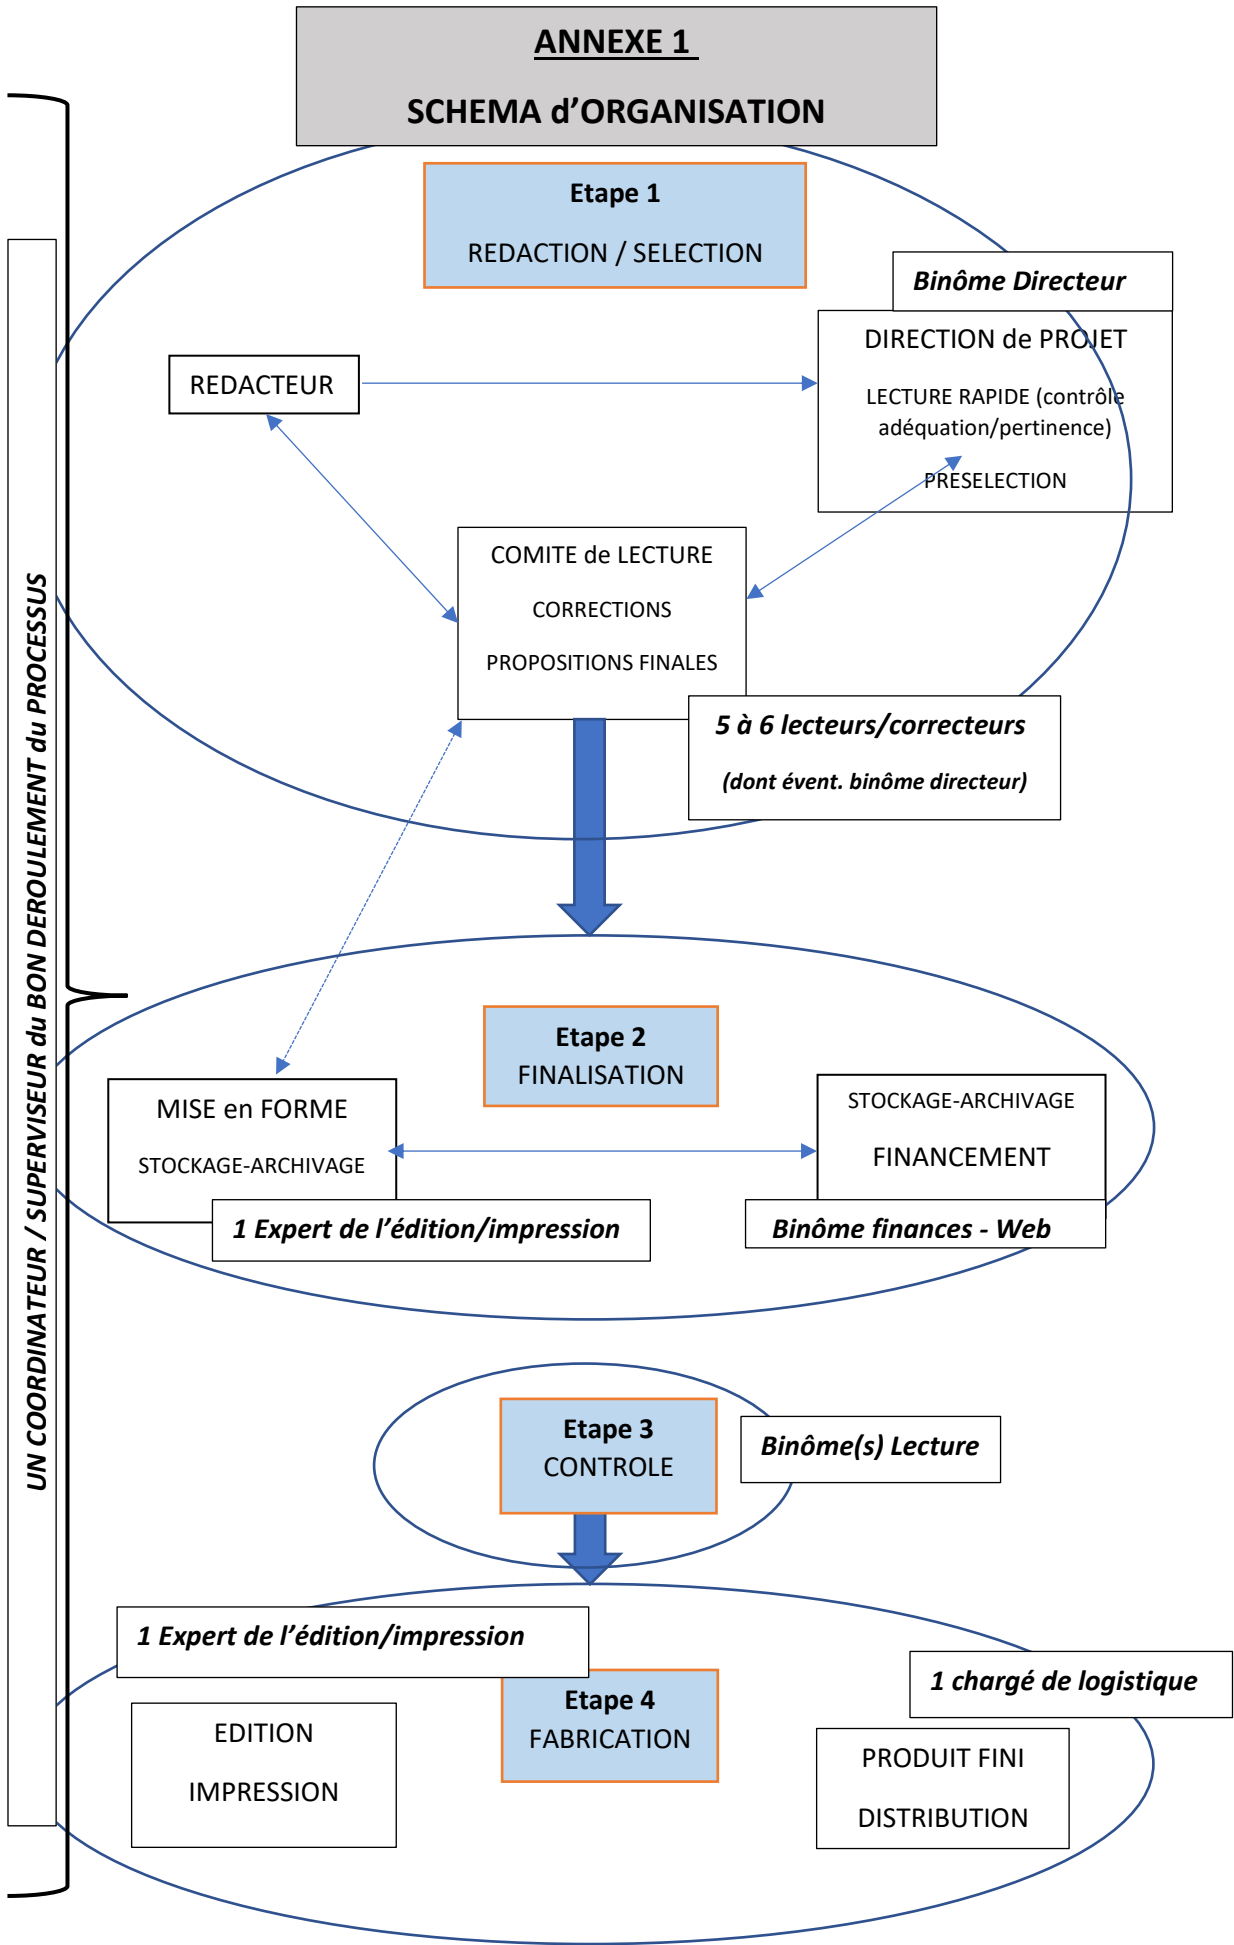 ANNEXE 1
SCHEMA d’ORGANISATION
UN COORDINATEUR / SUPERVISEUR du BON DEROULEMENT du PROCESSUS
Etape 1
REDACTION / SELECTION
Binôme Directeur
DIRECTION de PROJET
LECTURE RAPIDE (contrôle
adéquation/pertinence)
PRESELECTION
REDACTEUR
COMITE de LECTURE
CORRECTIONS
PROPOSITIONS FINALES
5 à 6 lecteurs/correcteurs
(dont évent. binôme directeur)
Etape 2
FINALISATION
MISE en FORME
STOCKAGE-ARCHIVAGE
1 Expert de l’édition/impression
STOCKAGE-ARCHIVAGE
FINANCEMENT
Binôme finances - Web
Etape 3
CONTROLE
Binôme(s) Lecture
1 Expert de l’édition/impression
Etape 4
FABRICATION
1 chargé de logistique
EDITION
IMPRESSION
PRODUIT FINI
DISTRIBUTION